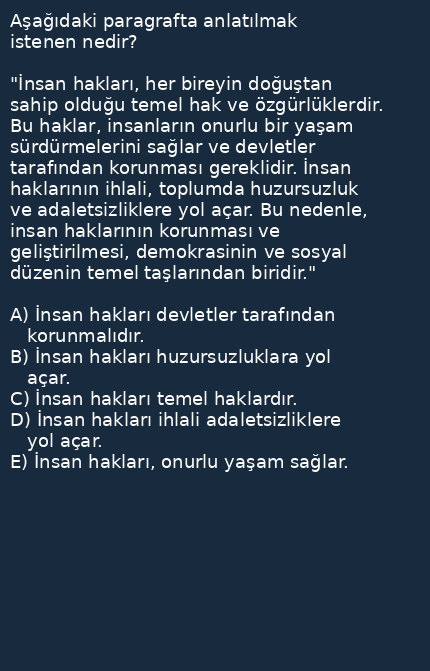 Aşağıdaki paragrafta anlatılmak
istenen nedir?
"İnsan hakları, her bireyin doğuştan
sahip olduğu temel hak ve özgürlüklerdir.
Bu haklar, insanların onurlu bir yaşam
sürdürmelerini sağlar ve devletler
tarafından korunması gereklidir. İnsan
haklarının ihlali, toplumda huzursuzluk
ve adaletsizliklere yol açar. Bu nedenle,
insan haklarının korunması ve
geliştirilmesi, demokrasinin ve sosyal
düzenin temel taşlarından biridir."
A) İnsan hakları devletler tarafından
korunmalıdır.
B) İnsan hakları huzursuzluklara yol
açar.
C) İnsan hakları temel haklardır.
D) İnsan hakları ihlali adaletsizliklere
yol açar.
E) İnsan hakları, onurlu yaşam sağlar.